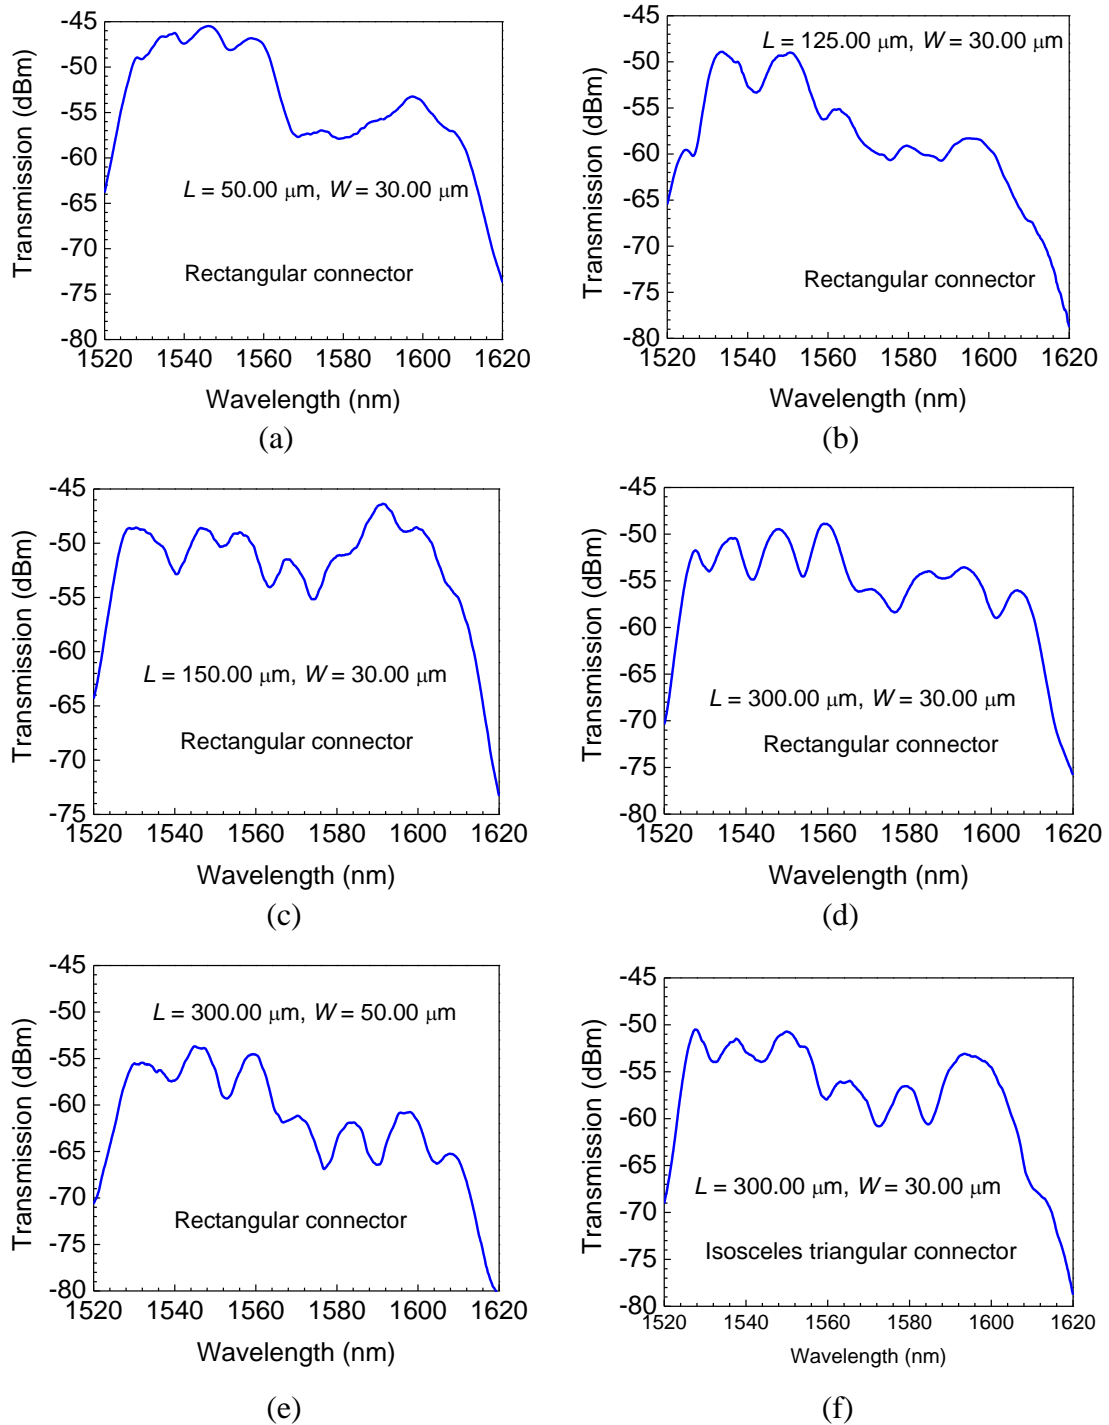 -45
-50
-55
-60
-65
-70
-75
-80
Transmission (dBm)
L = 50.00 μm, W = 30.00 μm
Rectangular connector
1520 1540 1560 1580 1600 1620
Wavelength (nm)
(a)
-45
-50
-55
-60
-65
-70
-75
-80
Transmission (dBm)
L = 125.00 μm, W = 30.00 μm
Rectangular connector
1520 1540 1560 1580 1600 1620
Wavelength (nm)
(b)
-45
-50
-55
-60
-65
-70
-75
Transmission (dBm)
L = 150.00 μm, W = 30.00 μm
Rectangular connector
1520 1540 1560 1580 1600 1620
Wavelength (nm)
(c)
-45
-50
-55
-60
-65
-70
-75
-80
Transmission (dBm)
L = 300.00 μm, W = 30.00 μm
Rectangular connector
1520 1540 1560 1580 1600 1620
Wavelength (nm)
(d)
-45
-50
-55
-60
-65
-70
-75
-80
Transmission (dBm)
L = 300.00 μm, W = 50.00 μm
Rectangular connector
1520 1540 1560 1580 1600 1620
Wavelength (nm)
(e)
-45
-50
-55
-60
-65
-70
-75
-80
Transmission (dBm)
L = 300.00 μm, W = 30.00 μm
Isosceles triangular connector
1520 1540 1560 1580 1600 1620
Wavelength (nm)
(f)